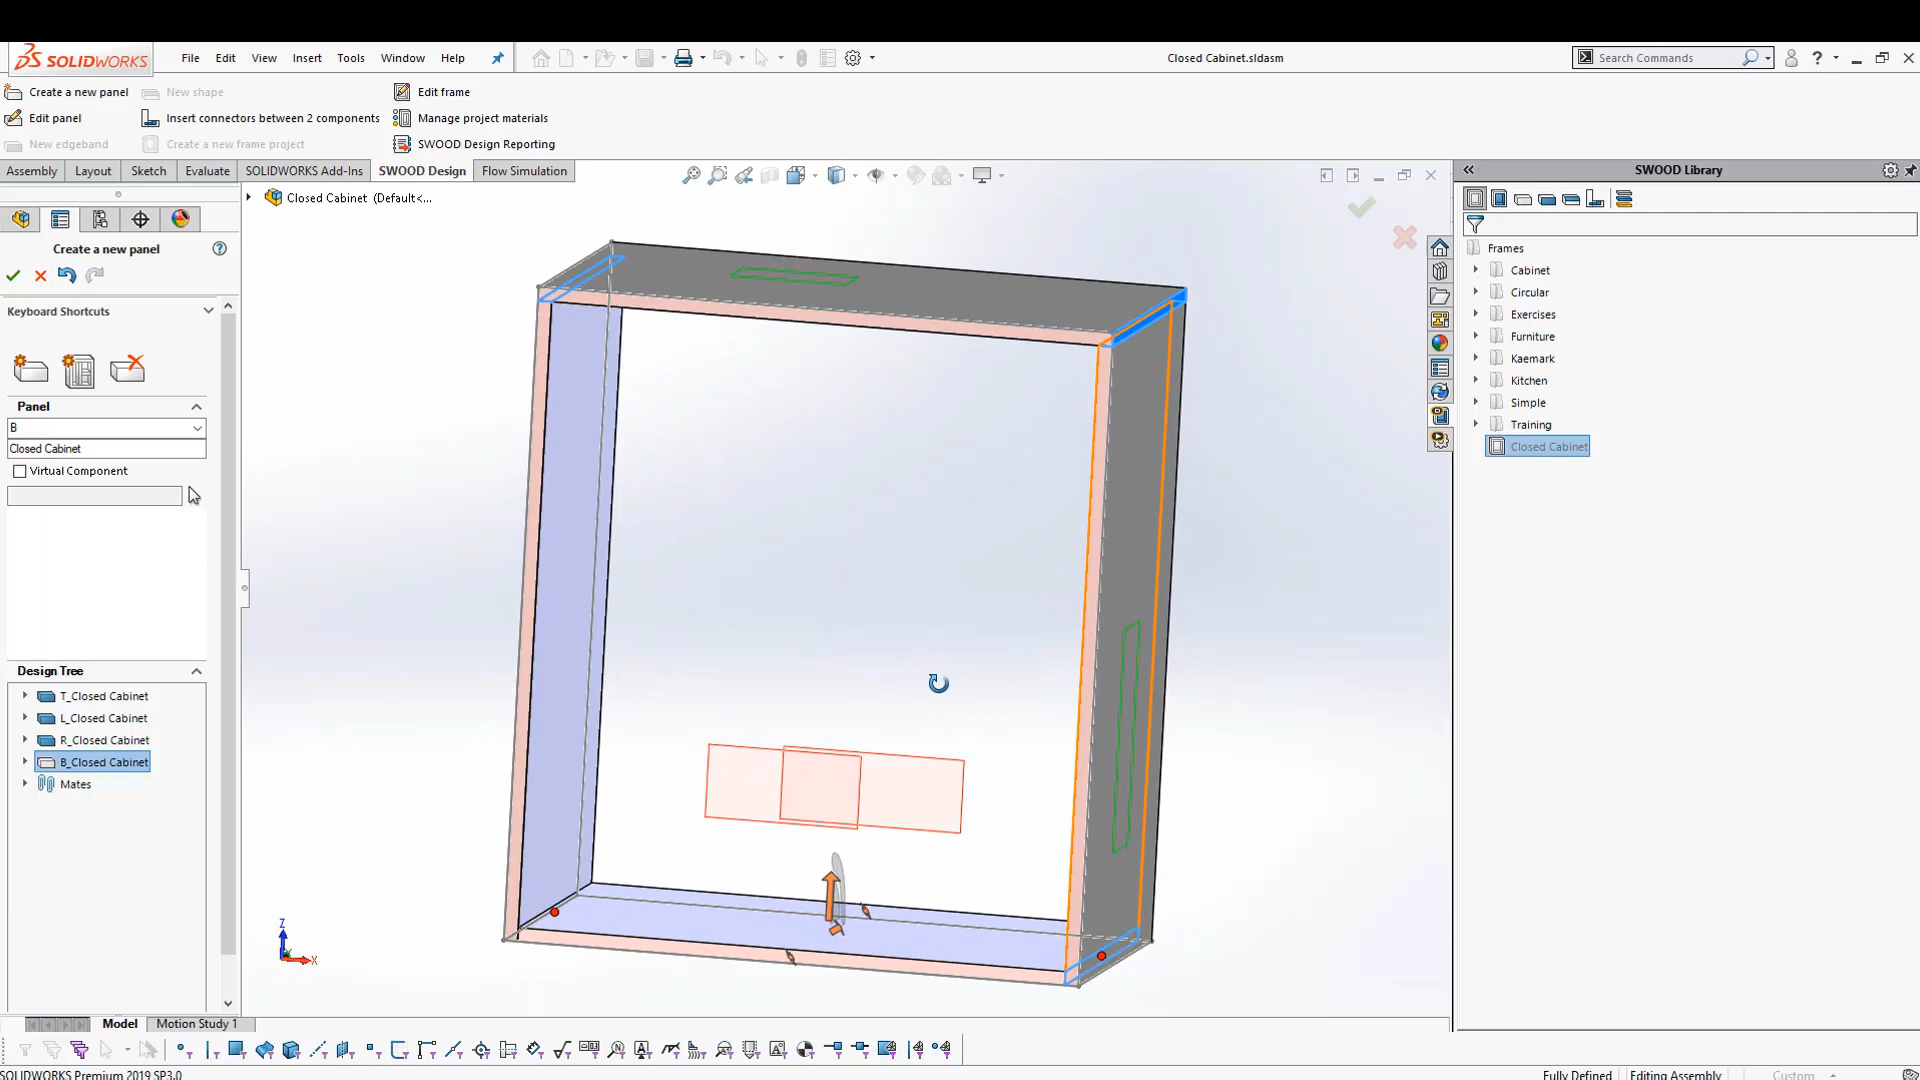 SOLIDWORKS File Edit View Insert Tools Window Help Closed Cabinet.sldasm Search Commands
Create a new panel New shape Edit frame
Edit panel Insert connectors between 2 components Manage project materials
New edgeband Create a new frame project SWOOD Design Reporting
Assembly Layout Sketch Evaluate SOLIDWORKS Add-Ins SWOOD Design Flow Simulation
SWOOD Library
Closed Cabinet (Default<...
Create a new panel
Keyboard Shortcuts
Panel
B
Closed Cabinet
Virtual Component
Design Tree
T_Closed Cabinet
L_Closed Cabinet
R_Closed Cabinet
B_Closed Cabinet
Mates
Frames
Cabinet
Circular
Exercises
Furniture
Kaemark
Kitchen
Simple
Training
Closed Cabinet
Z
X
Model Motion Study 1
SOLIDWORKS Premium 2019 SP3.0 Fully Defined Editing Assembly Custom